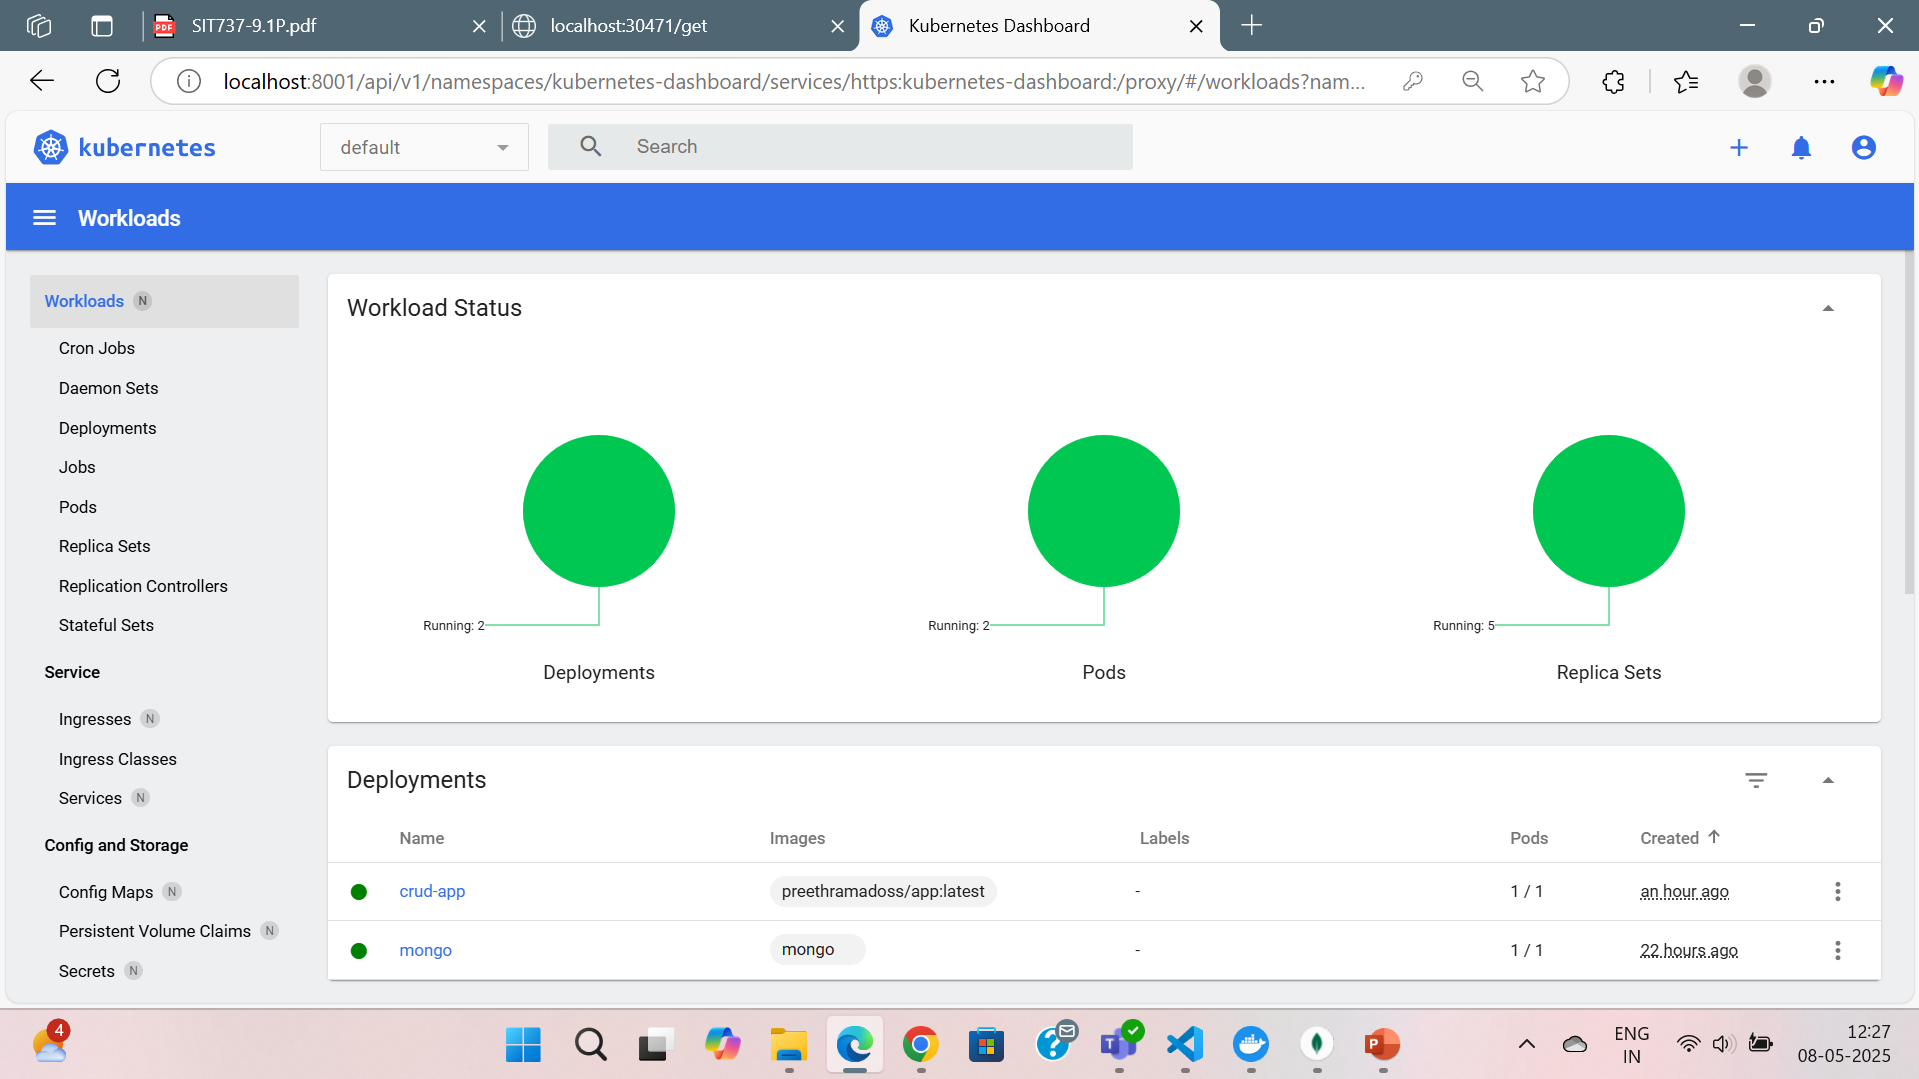 SIT737-9.1P.pdf
localhost:30471/get
Kubernetes Dashboard
localhost:8001/api/v1/namespaces/kubernetes-dashboard/services/https:kubernetes-dashboard:/proxy/#/workloads?nam...
kubernetes
default
Search
Workloads
Workloads N
Cron Jobs
Daemon Sets
Deployments
Jobs
Pods
Replica Sets
Replication Controllers
Stateful Sets
Service
Ingresses N
Ingress Classes
Services N
Config and Storage
Config Maps N
Persistent Volume Claims N
Secrets N
Workload Status
Running: 2
Running: 2
Running: 5
Deployments
Pods
Replica Sets
Deployments
Name Images Labels Pods Created
crud-app preethramadoss/app:latest - 1 / 1 an hour ago
mongo mongo - 1 / 1 22 hours ago
4
ENG
IN
12:27
08-05-2025